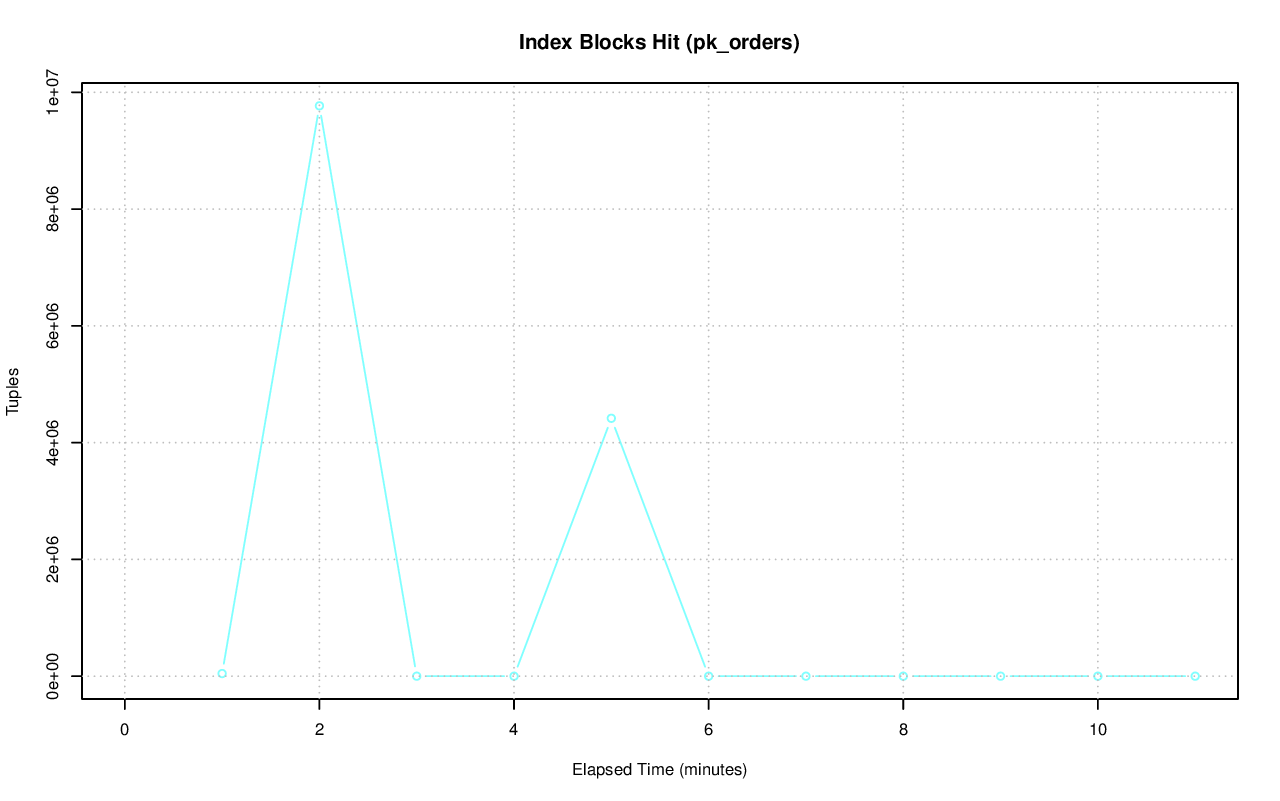 Index Blocks Hit (pk_orders)
1e+07
8e+06
6e+06
4e+06
2e+06
0e+00
Tuples
0 2 4 6 8 10
Elapsed Time (minutes)